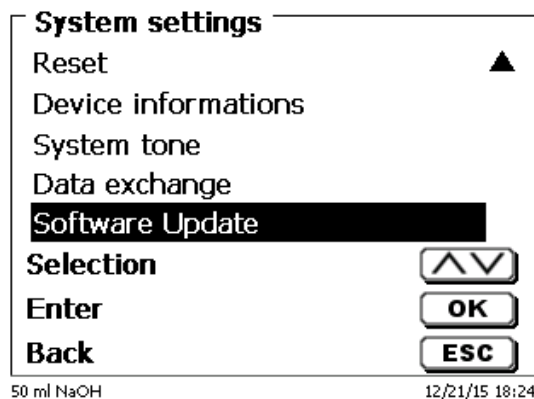 System settings
Reset
Device informations
System tone
Data exchange
Software Update
Selection
Enter OK
Back ESC
50 ml NaOH 12/21/15 18:24